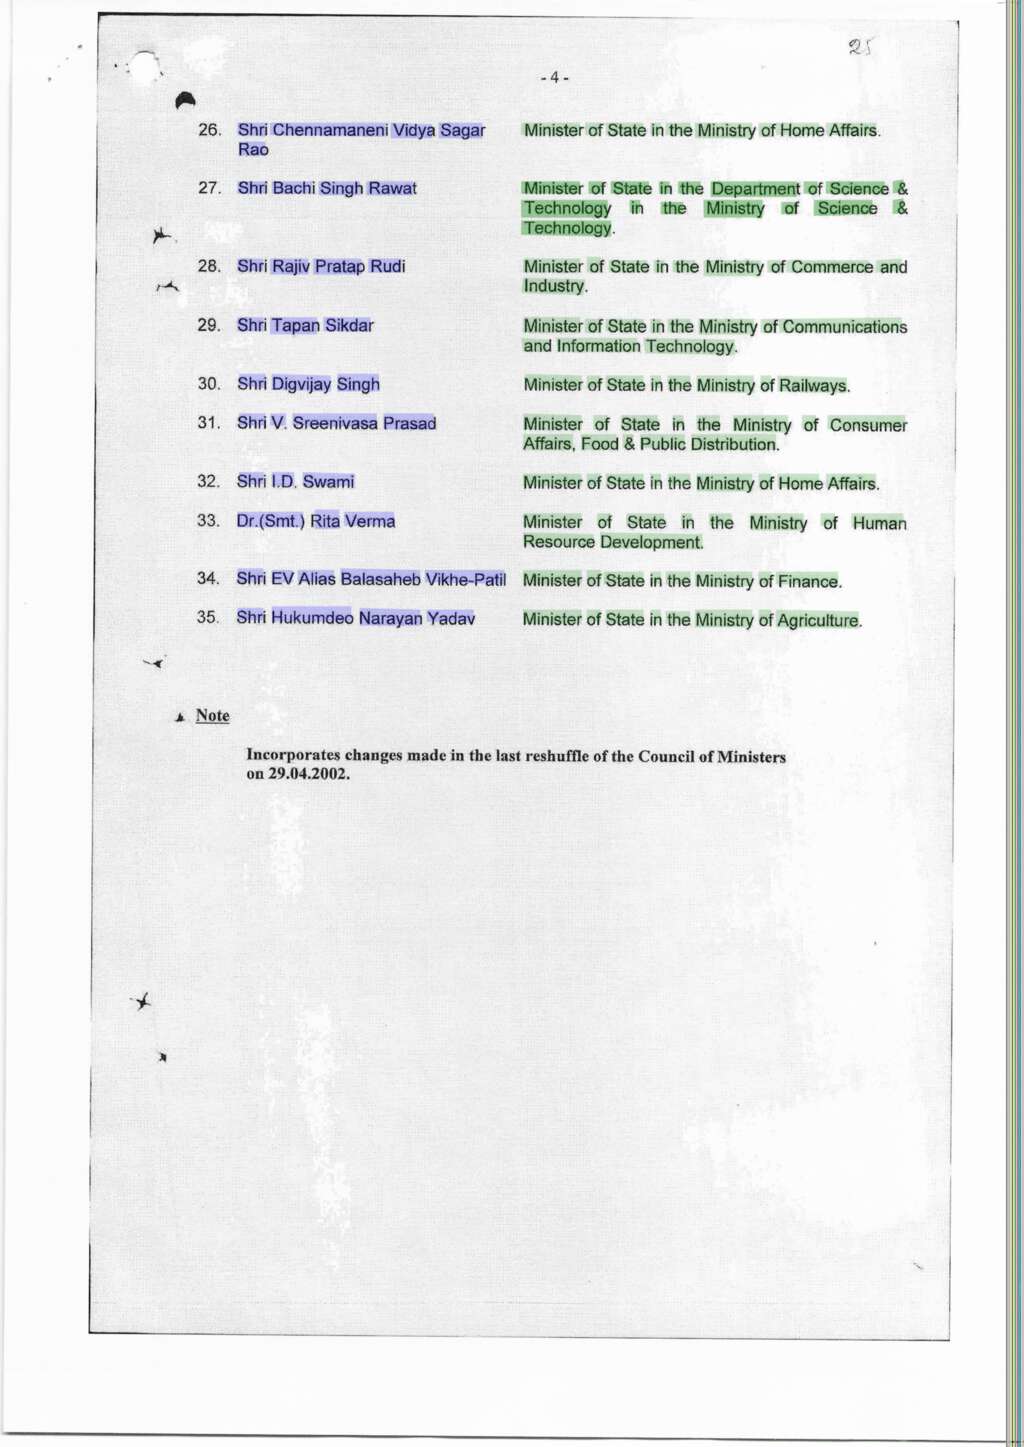 25
-4-
26. Shri Chennamaneni Vidya Sagar Minister of State in the Ministry of Home Affairs.
Rao
27. Shri Bachi Singh Rawat Minister of State in the Department of Science &
Technology in the Ministry of Science &
Technology.
28. Shri Rajiv Pratap Rudi Minister of State in the Ministry of Commerce and
Industry.
29. Shri Tapan Sikdar Minister of State in the Ministry of Communications
and Information Technology.
30. Shri Digvijay Singh Minister of State in the Ministry of Railways.
31. Shri V. Sreenivasa Prasad Minister of State in the Ministry of Consumer
Affairs, Food & Public Distribution.
32. Shri I.D. Swami Minister of State in the Ministry of Home Affairs.
33. Dr.(Smt.) Rita Verma Minister of State in the Ministry of Human
Resource Development.
34. Shri EV Alias Balasaheb Vikhe-Patil Minister of State in the Ministry of Finance.
35. Shri Hukumdeo Narayan Yadav Minister of State in the Ministry of Agriculture.
Note
Incorporates changes made in the last reshuffle of the Council of Ministers
on 29.04.2002.